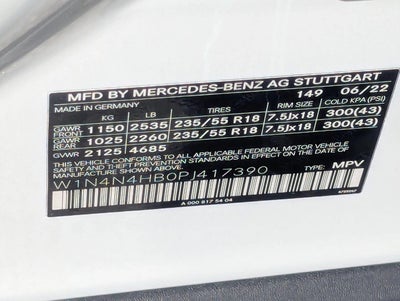 MFD BY MERCEDES-BENZ AG STUTTGART
MADE IN GERMANY 149 06/22
KG LB RIM SIZE COLD KPA (PSI)
GAWR FRONT 1150 2535 235/55 R18 7.5Jx18 300(43)
GAWR REAR 1025 2260 235/55 R18 7.5Jx18 300(43)
GVWR 2125 4685
THIS VEHICLE CONFORMS TO ALL APPLICABLE FEDERAL MOTOR VEHICLE
SAFETY AND THEFT PREVENTION STANDARDS IN EFFECT ON THE DATE OF
MANUFACTURE SHOWN ABOVE.
W1N4N4HB0PJ417390 TYPE: MPV
A 000 817 54 04